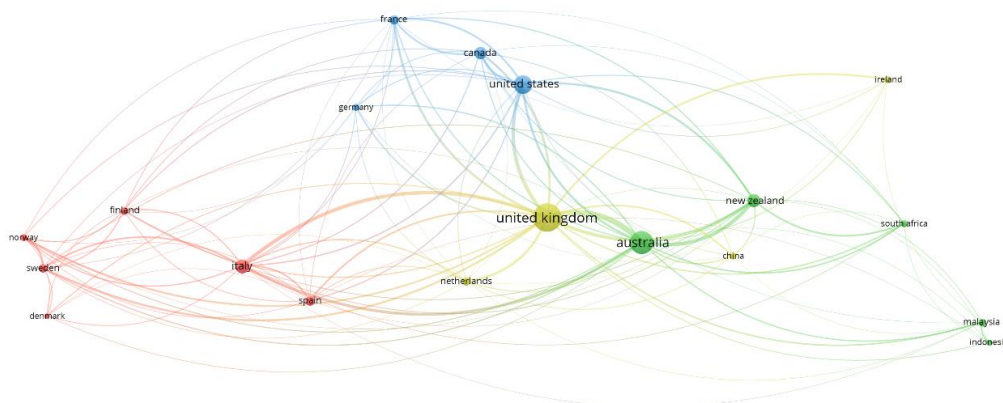 france
canada
united states
ireland
germany
new zealand
finland
united kingdom
south africa
norway
australia
sweden
italy
china
netherlands
spain
denmark
malaysia
indonesi